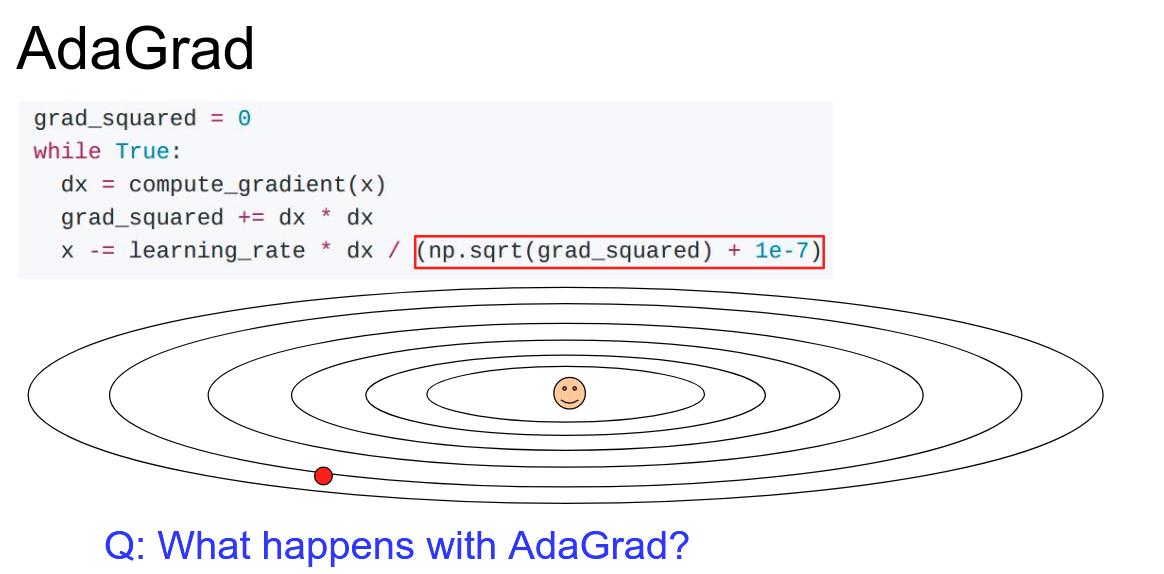 AdaGrad
grad_squared = 0
while True:
  dx = compute_gradient(x)
  grad_squared += dx * dx
  x -= learning_rate * dx / (np.sqrt(grad_squared) + 1e-7)
Q: What happens with AdaGrad?